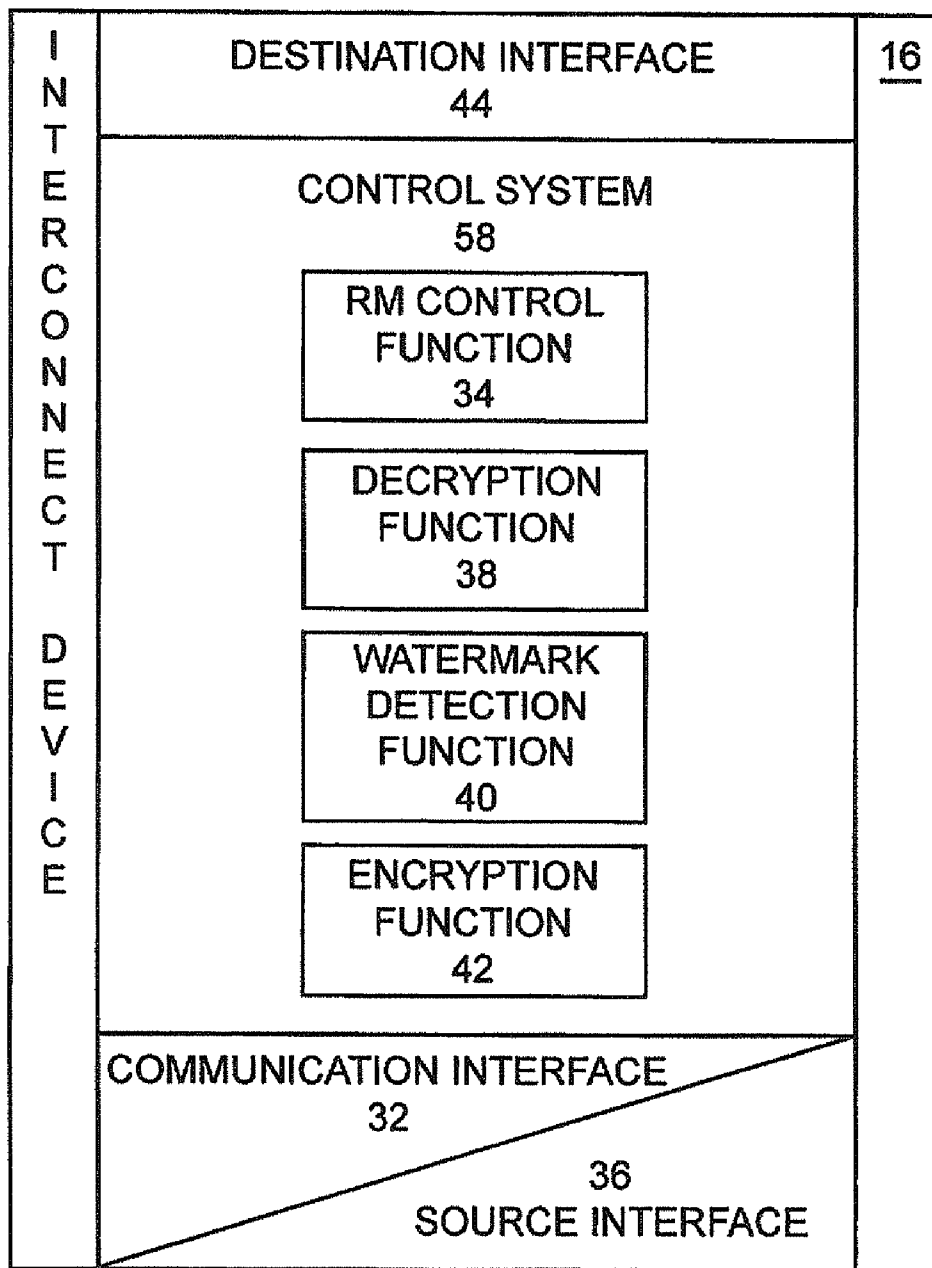 INTERCONNECT DEVICE
DESTINATION INTERFACE
44
16
CONTROL SYSTEM
58
RM CONTROL
FUNCTION
34
DECRYPTION
FUNCTION
38
WATERMARK
DETECTION
FUNCTION
40
ENCRYPTION
FUNCTION
42
COMMUNICATION INTERFACE
32
36
SOURCE INTERFACE